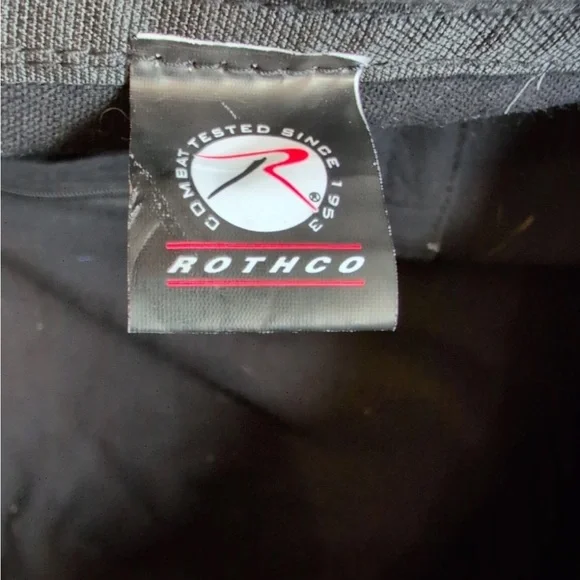 COMBAT TESTED SINCE 1953
R®
ROTHCO